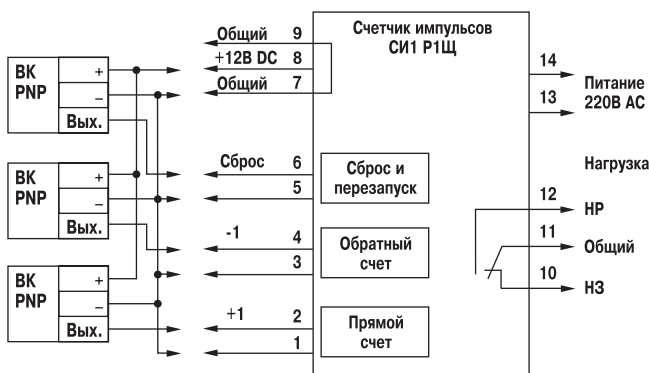 Счетчик импульсов
СИ1 Р1Щ
Общий 9
+12В DC 8
Общий 7
ВК
PNP
+
–
Вых.
14
13
Питание
220В АС
Сброс 6
5
Сброс и
перезапуск
ВК
PNP
+
–
Вых.
Нагрузка
12
НР
11
Общий
10
НЗ
-1 4
3
Обратный
счет
ВК
PNP
+
–
Вых.
+1 2
1
Прямой
счет